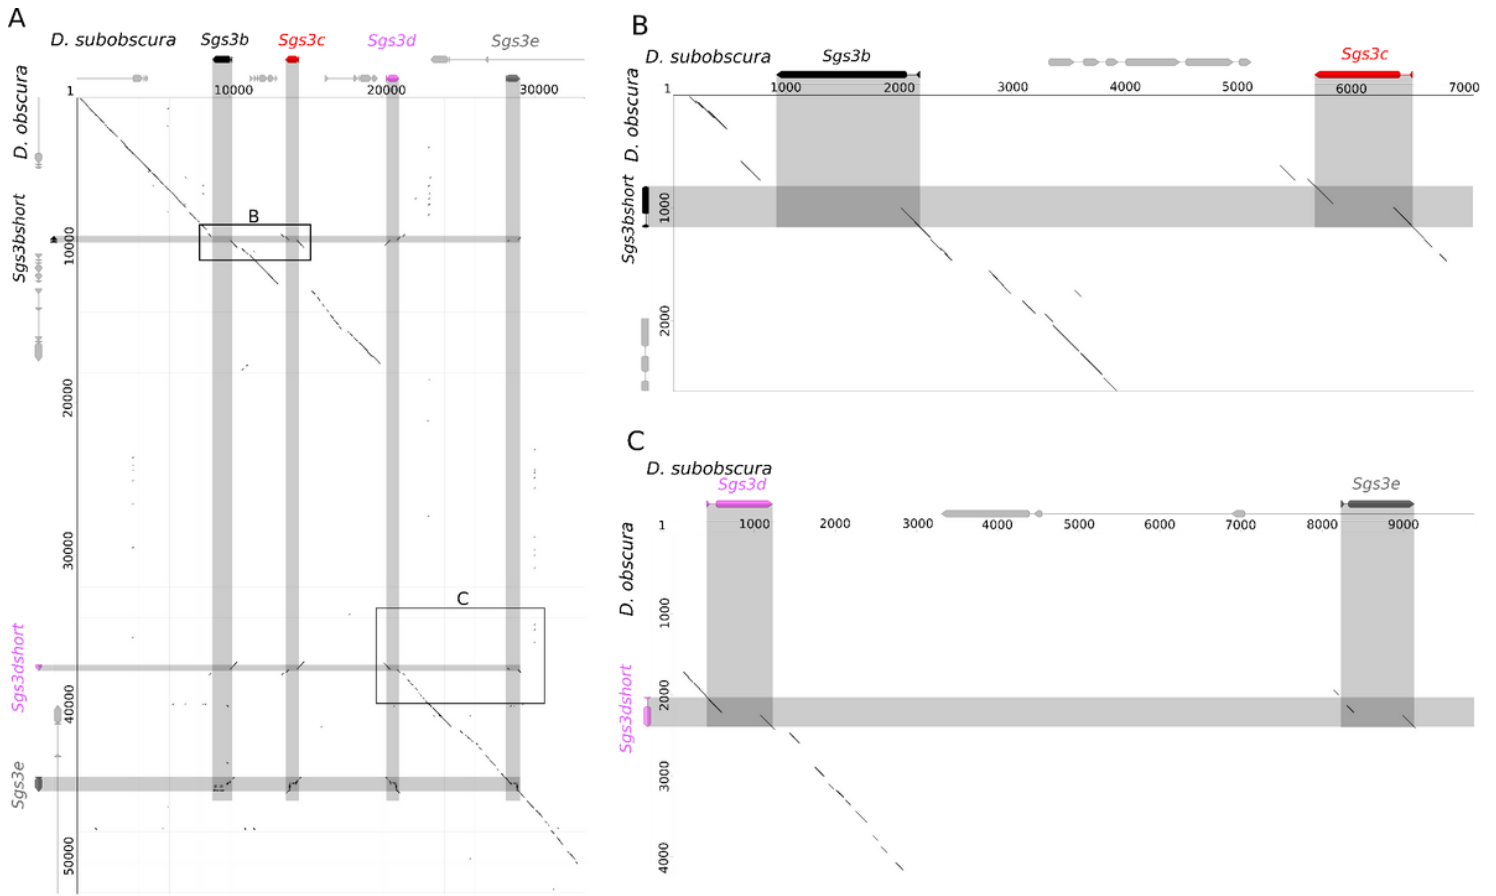 A
D. subobscura Sgs3b Sgs3c Sgs3d Sgs3e
1 10000 20000 30000
D. obscura
Sgs3bshort
10000
B
20000
30000
C
Sgs3dshort
40000
Sgs3e
50000
B
D. subobscura Sgs3b Sgs3c
1 1000 2000 3000 4000 5000 6000 7000
D. obscura
Sgs3bshort
1000
2000
C
D. subobscura
Sgs3d Sgs3e
1 1000 2000 3000 4000 5000 6000 7000 8000 9000
D. obscura
1000
Sgs3dshort
2000
3000
4000